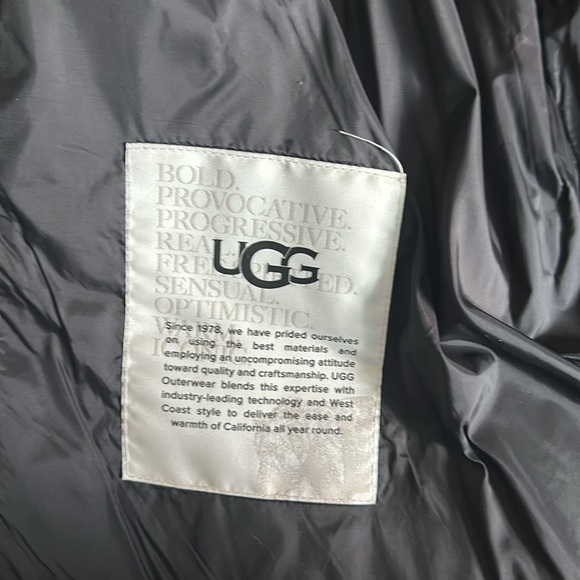 BOLD.
PROVOCATIVE.
PROGRESSIVE.
REAL.
UGG
SENSUAL.
OPTIMISTIC.
Since 1978, we have prided ourselves
on using the best materials and
employing an uncompromising attitude
toward quality and craftsmanship. UGG
Outerwear blends this expertise with
industry-leading technology and West
Coast style to deliver the ease and
warmth of California all year round.